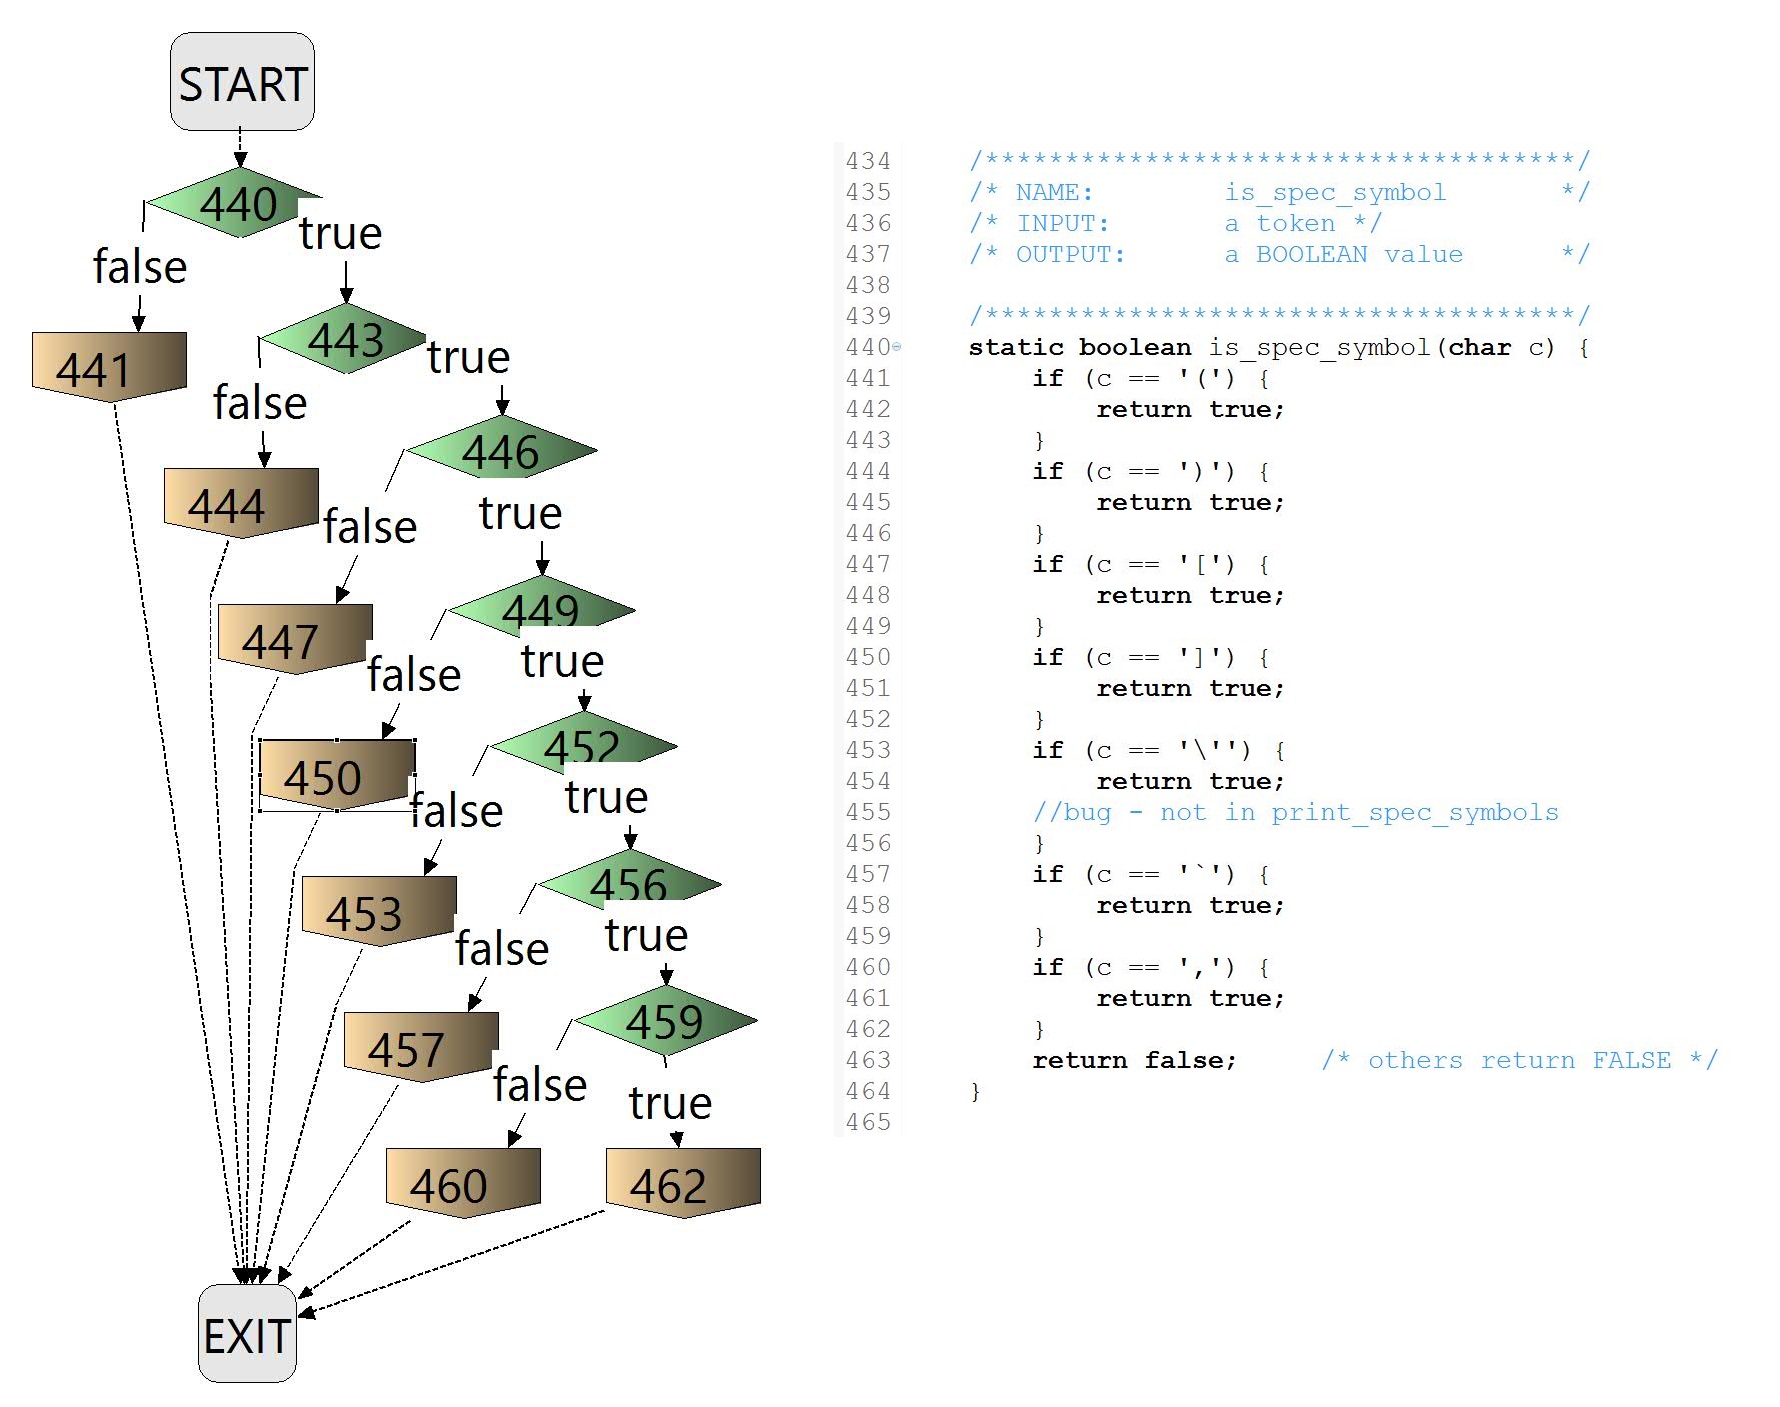 START
440
false
true
441
443
true
false
444
446
true
false
447
449
true
false
450
452
true
false
453
456
true
false
457
459
false
true
460
462
EXIT
434 /*************************************/
435 /* NAME: is_spec_symbol */
436 /* INPUT: a token */
437 /* OUTPUT: a BOOLEAN value */
438
439 /*************************************/
440 static boolean is_spec_symbol(char c) {
441 if (c == '(') {
442 return true;
443 }
444 if (c == ')') {
445 return true;
446 }
447 if (c == '[') {
448 return true;
449 }
450 if (c == ']') {
451 return true;
452 }
453 if (c == '\'') {
454 return true;
455 //bug - not in print_spec_symbols
456 }
457 if (c == '`') {
458 return true;
459 }
460 if (c == ',') {
461 return true;
462 }
463 return false; /* others return FALSE */
464 }
465